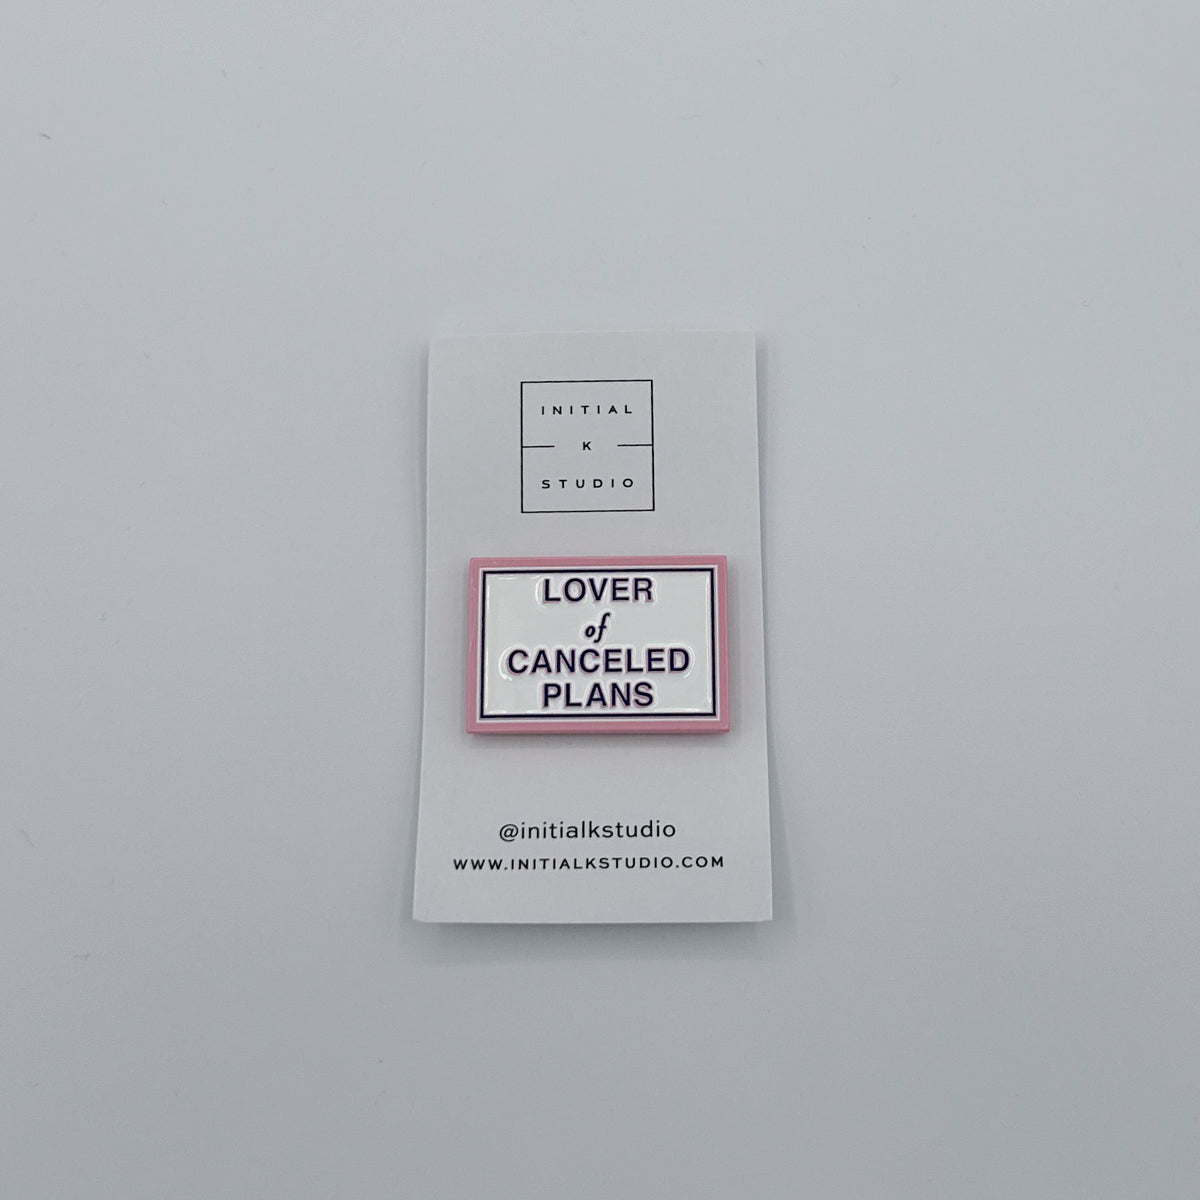 INITIAL
K
STUDIO
LOVER
of
CANCELED
PLANS
@initialkstudio
WWW.INITIALKSTUDIO.COM